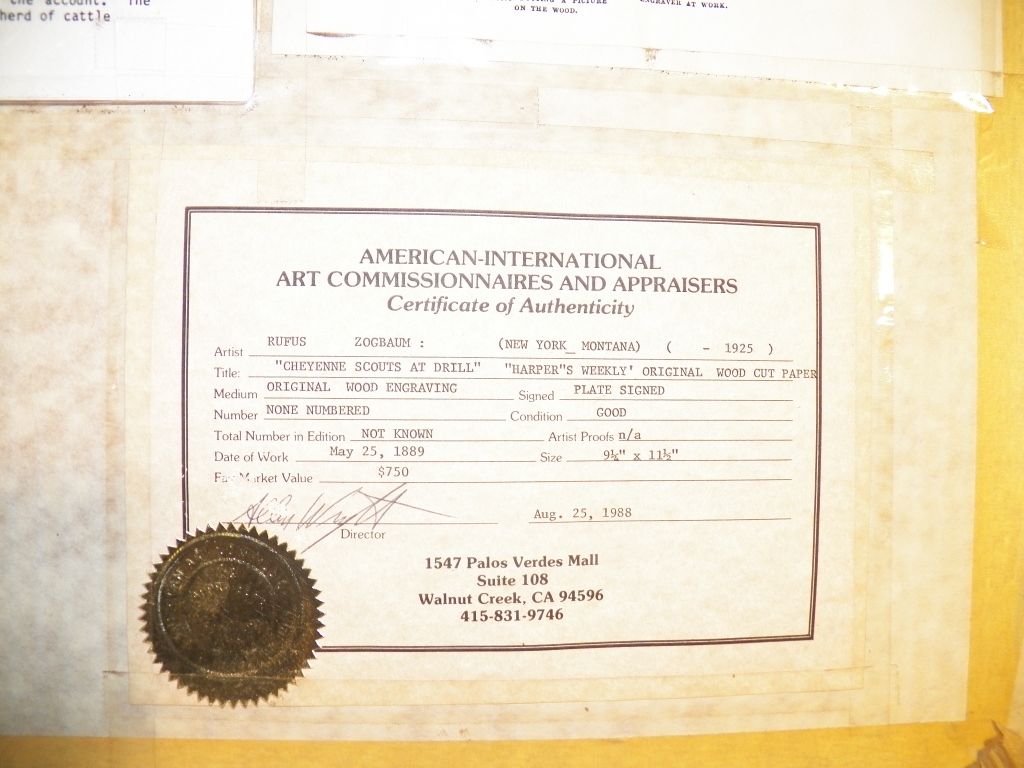 the account. The
herd of cattle
A PICTURE
ON THE WOOD.
ENGRAVER AT WORK.
AMERICAN-INTERNATIONAL
ART COMMISSIONNAIRES AND APPRAISERS
Certificate of Authenticity
Artist RUFUS ZOGBAUM : (NEW YORK_ MONTANA) ( - 1925 )
Title: "CHEYENNE SCOUTS AT DRILL" "HARPER"S WEEKLY' ORIGINAL WOOD CUT PAPER
Medium ORIGINAL WOOD ENGRAVING Signed PLATE SIGNED
Number NONE NUMBERED Condition GOOD
Total Number in Edition NOT KNOWN Artist Proofs n/a
Date of Work May 25, 1889 Size 9¼" x 11½"
Fair Market Value $750
Aug. 25, 1988
Director
1547 Palos Verdes Mall
Suite 108
Walnut Creek, CA 94596
415-831-9746